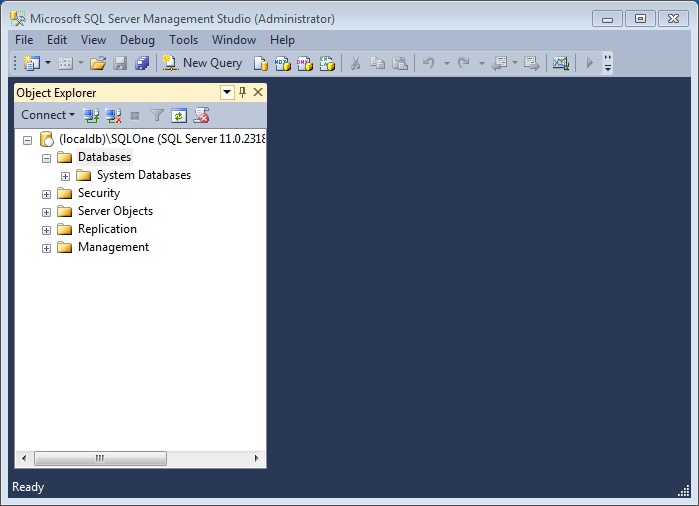 Microsoft SQL Server Management Studio (Administrator)
File Edit View Debug Tools Window Help
New Query
Object Explorer
Connect
(localdb)\SQLOne (SQL Server 11.0.2318
Databases
System Databases
Security
Server Objects
Replication
Management
Ready